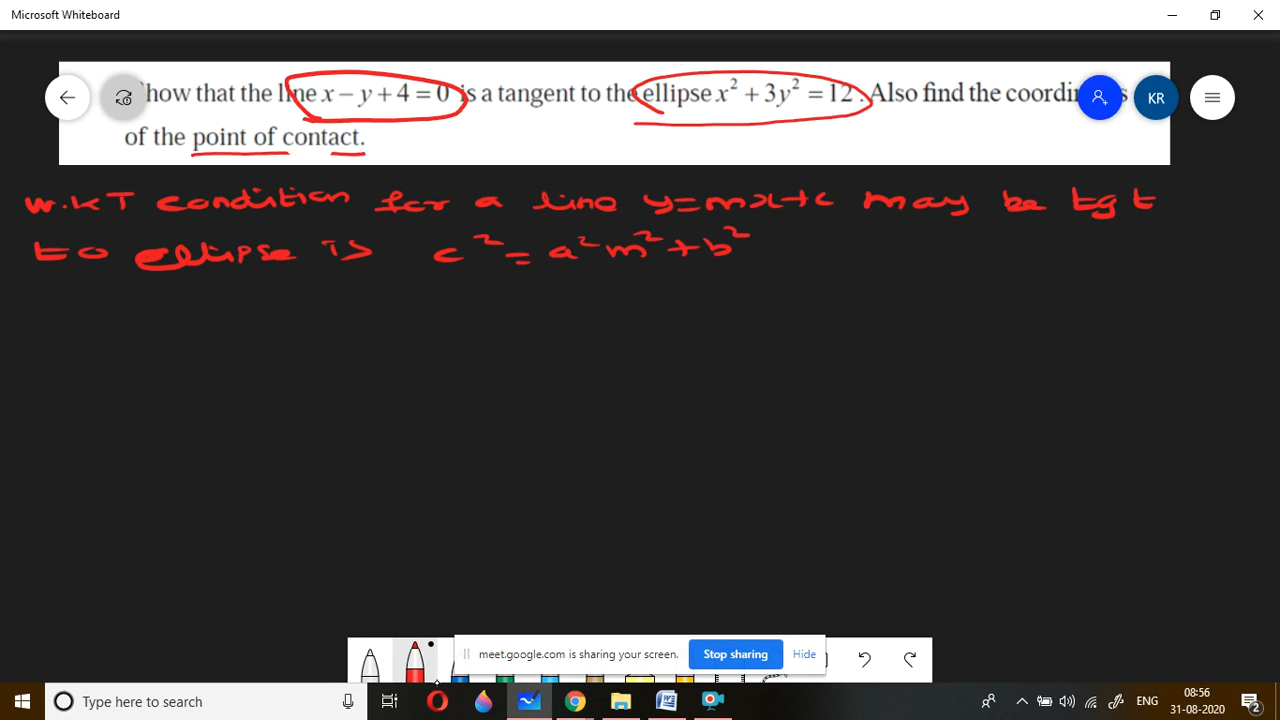 Microsoft Whiteboard
how that the line x − y + 4 = 0 is a tangent to the ellipse x² + 3y² = 12 . Also find the
of the point of contact.
KR
W.K.T condition for a line y=mx+c may be tgt
to ellipse is c² = a²m² + b²
meet.google.com is sharing your screen.
Stop sharing
Hide
Type here to search
ENG
08:56
31-08-2020
2